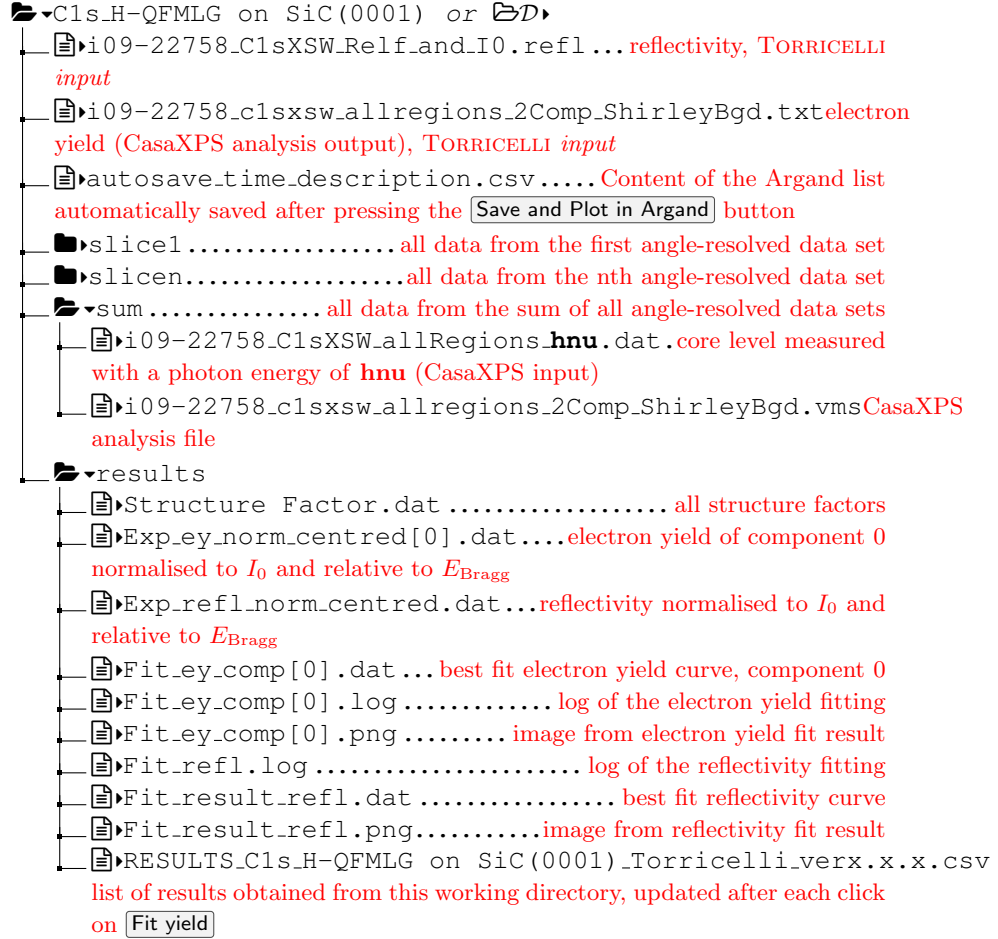 C1s_H-QFMLG on SiC(0001) or D
i09-22758_C1sXSW_Relf_and_I0.refl ... reflectivity, TORRICELLI
input
i09-22758_c1sxsw_allregions_2Comp_ShirleyBgd.txtelectron
yield (CasaXPS analysis output), TORRICELLI input
autosave_time_description.csv ..... Content of the Argand list
automatically saved after pressing the Save and Plot in Argand button
slice1 .................. all data from the first angle-resolved data set
slicen................... all data from the nth angle-resolved data set
sum ............... all data from the sum of all angle-resolved data sets
i09-22758_C1sXSW_allRegions_hnu.dat.core level measured
with a photon energy of hnu (CasaXPS input)
i09-22758_c1sxsw_allregions_2Comp_ShirleyBgd.vmsCasaXPS
analysis file
results
Structure Factor.dat ................... all structure factors
Exp_ey_norm_centred[0].dat....electron yield of component 0
normalised to I0 and relative to EBragg
Exp_refl_norm_centred.dat...reflectivity normalised to I0 and
relative to EBragg
Fit_ey_comp[0].dat ... best fit electron yield curve, component 0
Fit_ey_comp[0].log ............. log of the electron yield fitting
Fit_ey_comp[0].png ......... image from electron yield fit result
Fit_refl.log ....................... log of the reflectivity fitting
Fit_result_refl.dat ................. best fit reflectivity curve
Fit_result_refl.png...........image from reflectivity fit result
RESULTS_C1s_H-QFMLG on SiC(0001)_Torricelli_verx.x.x.csv
list of results obtained from this working directory, updated after each click
on Fit yield